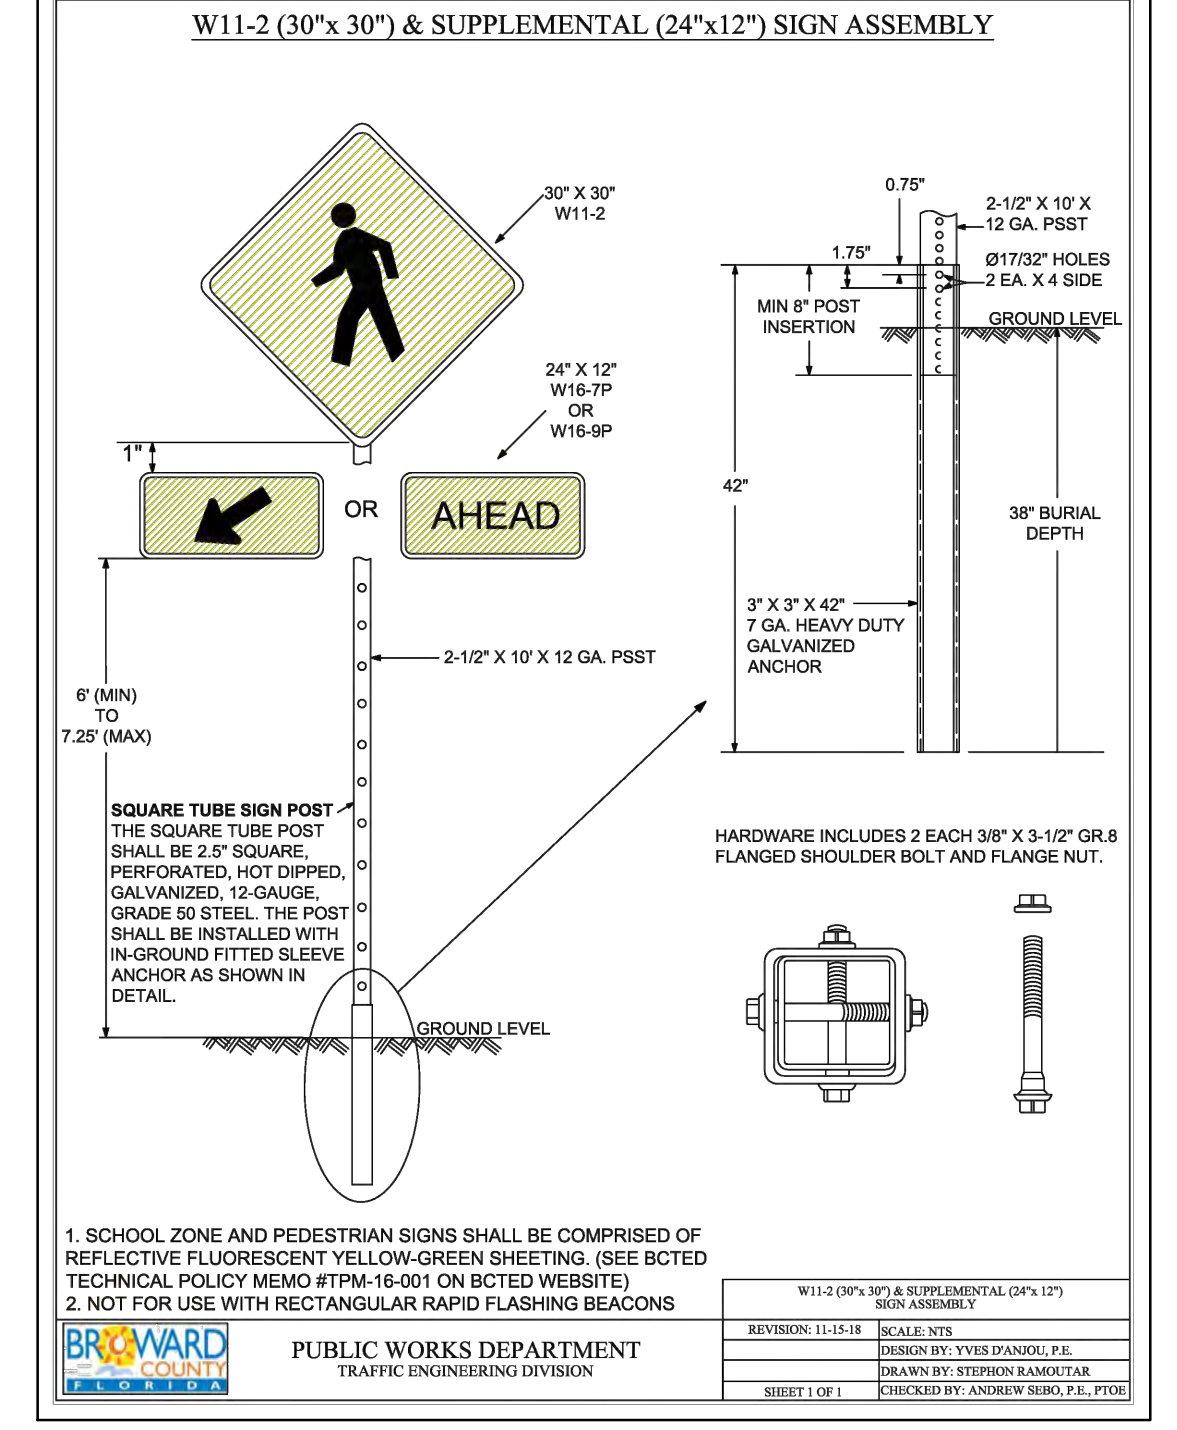 W11-2 (30"x 30") & SUPPLEMENTAL (24"x12") SIGN ASSEMBLY
30" X 30"
W11-2
24" X 12"
W16-7P
OR
W16-9P
1"
OR
AHEAD
2-1/2" X 10' X 12 GA. PSST
6' (MIN)
TO
7.25' (MAX)
SQUARE TUBE SIGN POST
THE SQUARE TUBE POST
SHALL BE 2.5" SQUARE,
PERFORATED, HOT DIPPED,
GALVANIZED, 12-GAUGE,
GRADE 50 STEEL. THE POST
SHALL BE INSTALLED WITH
IN-GROUND FITTED SLEEVE
ANCHOR AS SHOWN IN
DETAIL.
GROUND LEVEL
0.75"
2-1/2" X 10' X
12 GA. PSST
1.75"
Ø17/32" HOLES
2 EA. X 4 SIDE
MIN 8" POST
INSERTION
GROUND LEVEL
42"
38" BURIAL
DEPTH
3" X 3" X 42"
7 GA. HEAVY DUTY
GALVANIZED
ANCHOR
HARDWARE INCLUDES 2 EACH 3/8" X 3-1/2" GR.8
FLANGED SHOULDER BOLT AND FLANGE NUT.
1. SCHOOL ZONE AND PEDESTRIAN SIGNS SHALL BE COMPRISED OF
REFLECTIVE FLUORESCENT YELLOW-GREEN SHEETING. (SEE BCTED
TECHNICAL POLICY MEMO #TPM-16-001 ON BCTED WEBSITE)
2. NOT FOR USE WITH RECTANGULAR RAPID FLASHING BEACONS
BROWARD
COUNTY
FLORIDA
PUBLIC WORKS DEPARTMENT
TRAFFIC ENGINEERING DIVISION
W11-2 (30"x 30") & SUPPLEMENTAL (24"x 12")
SIGN ASSEMBLY
REVISION: 11-15-18
SCALE: NTS
DESIGN BY: YVES D'ANJOU, P.E.
DRAWN BY: STEPHON RAMOUTAR
SHEET 1 OF 1
CHECKED BY: ANDREW SEBO, P.E., PTOE